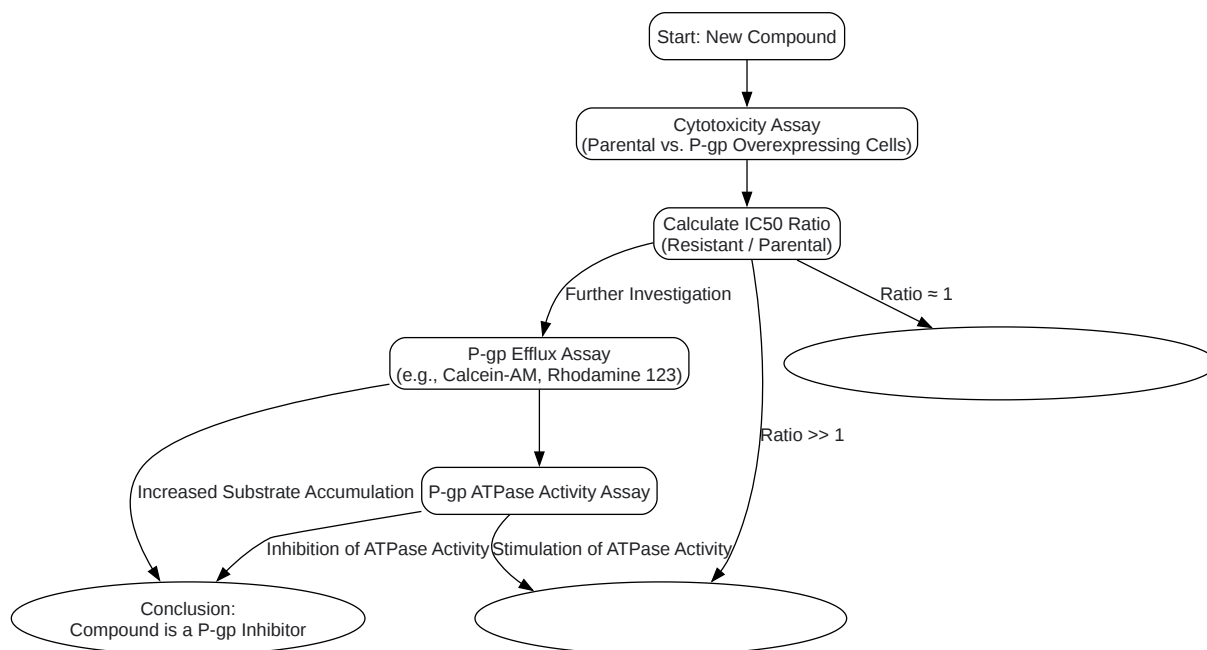 Start: New Compound
Cytotoxicity Assay
(Parental vs. P-gp Overexpressing Cells)
Calculate IC50 Ratio
(Resistant / Parental)
Further Investigation
Ratio ≈ 1
P-gp Efflux Assay
(e.g., Calcein-AM, Rhodamine 123)
Ratio >> 1
Increased Substrate Accumulation
P-gp ATPase Activity Assay
Inhibition of ATPase Activity
Stimulation of ATPase Activity
Conclusion:
Compound is a P-gp Inhibitor